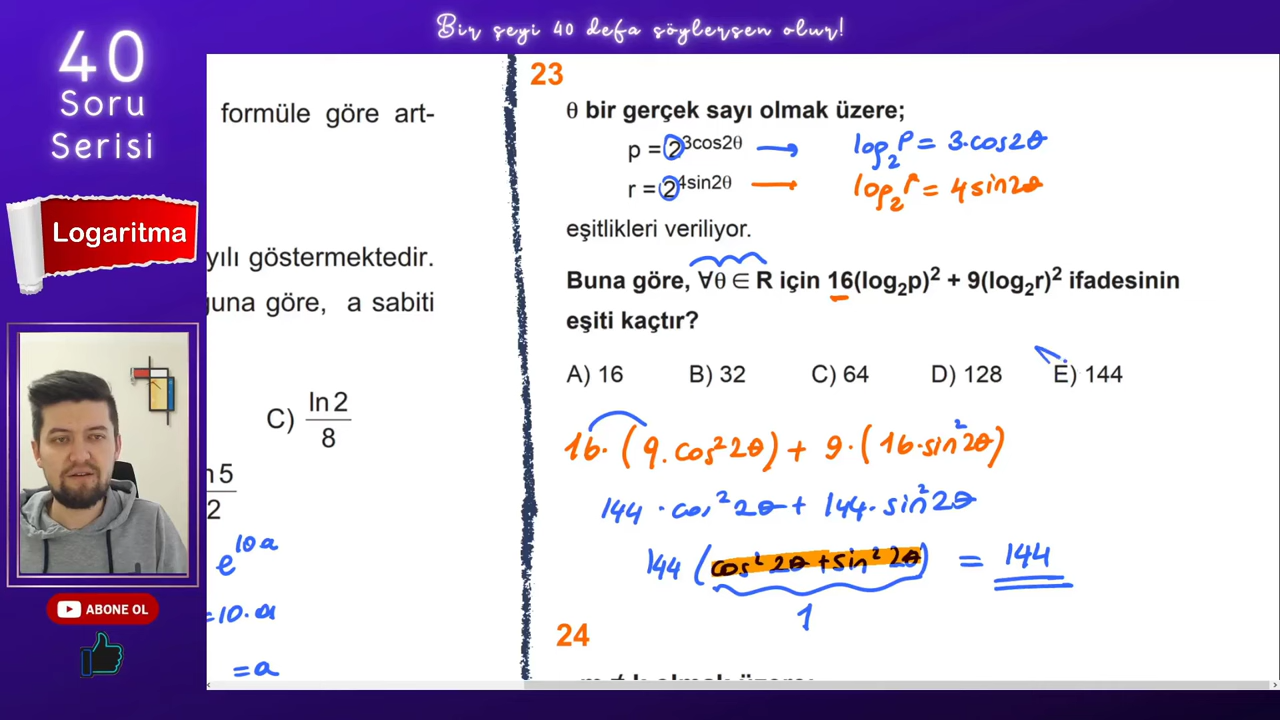 Bir şeyi 40 defa söylersen olur!
40
Soru
Serisi
Logaritma
ABONE OL
formüle göre art-
yılı göstermektedir.
guna göre, a sabiti
C) ln2
8
n5
2
e^10a
=10.a
=a
23
θ bir gerçek sayı olmak üzere;
p = 2^3cos2θ → log₂p = 3.cos2θ
r = 2^4sin2θ → log₂r = 4sin2θ
eşitlikleri veriliyor.
Buna göre, ∀θ ∈ R için 16(log₂p)² + 9(log₂r)² ifadesinin
eşiti kaçtır?
A) 16 B) 32 C) 64 D) 128 E) 144
16.(9.cos²2θ) + 9.(16.sin²2θ)
144.cos²2θ + 144.sin²2θ
144(cos²2θ+sin²2θ) = 144
1
24